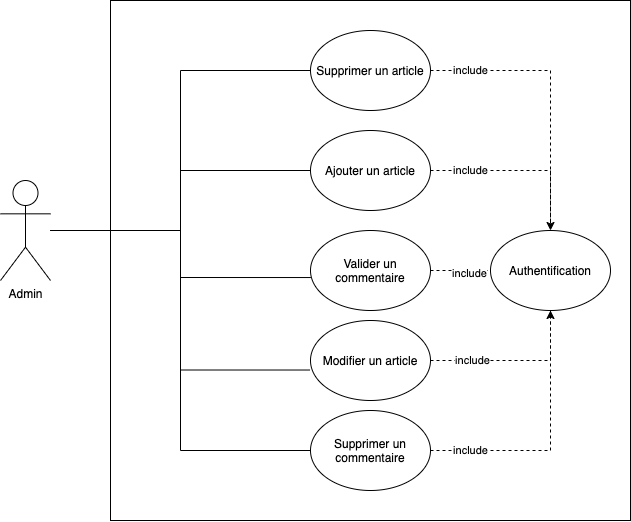 Supprimer un article
include
Ajouter un article
include
Admin
Valider un
commentaire
include
Authentification
Modifier un article
include
Supprimer un
commentaire
include